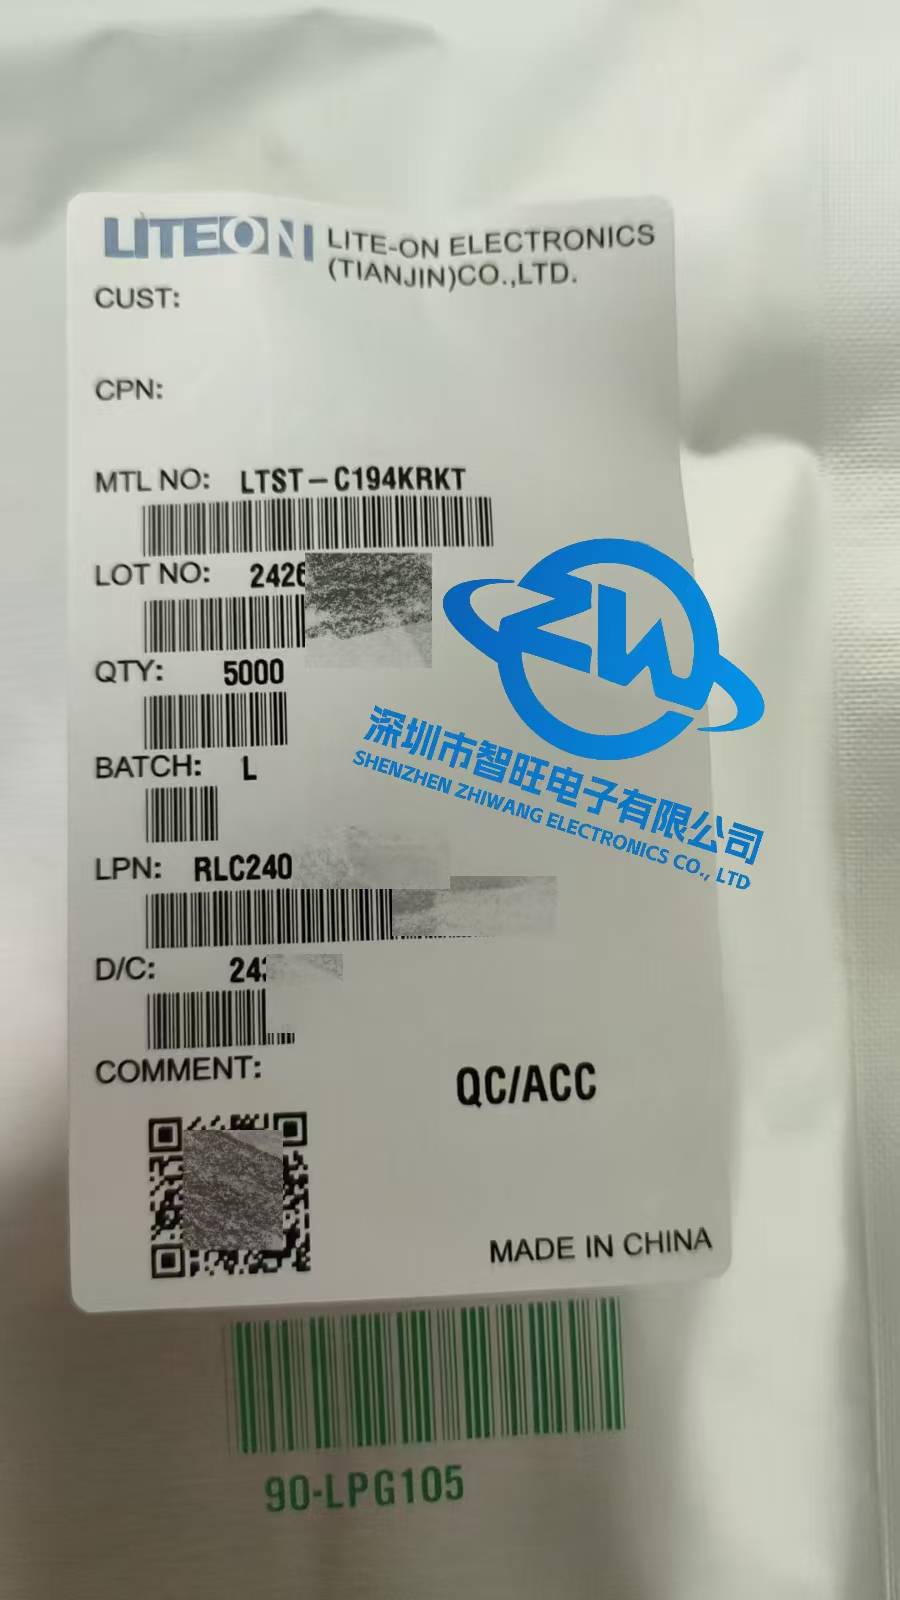 LITEON
LITE-ON ELECTRONICS
(TIANJIN)CO.,LTD.
CUST:
CPN:
MTL NO: LTST-C194KRKT
LOT NO: 2426
QTY: 5000
BATCH: L
LPN: RLC240
D/C: 24
COMMENT:
QC/ACC
MADE IN CHINA
90-LPG105
ZW
深圳市智旺电子有限公司
SHENZHEN ZHIWANG ELECTRONICS CO., LTD